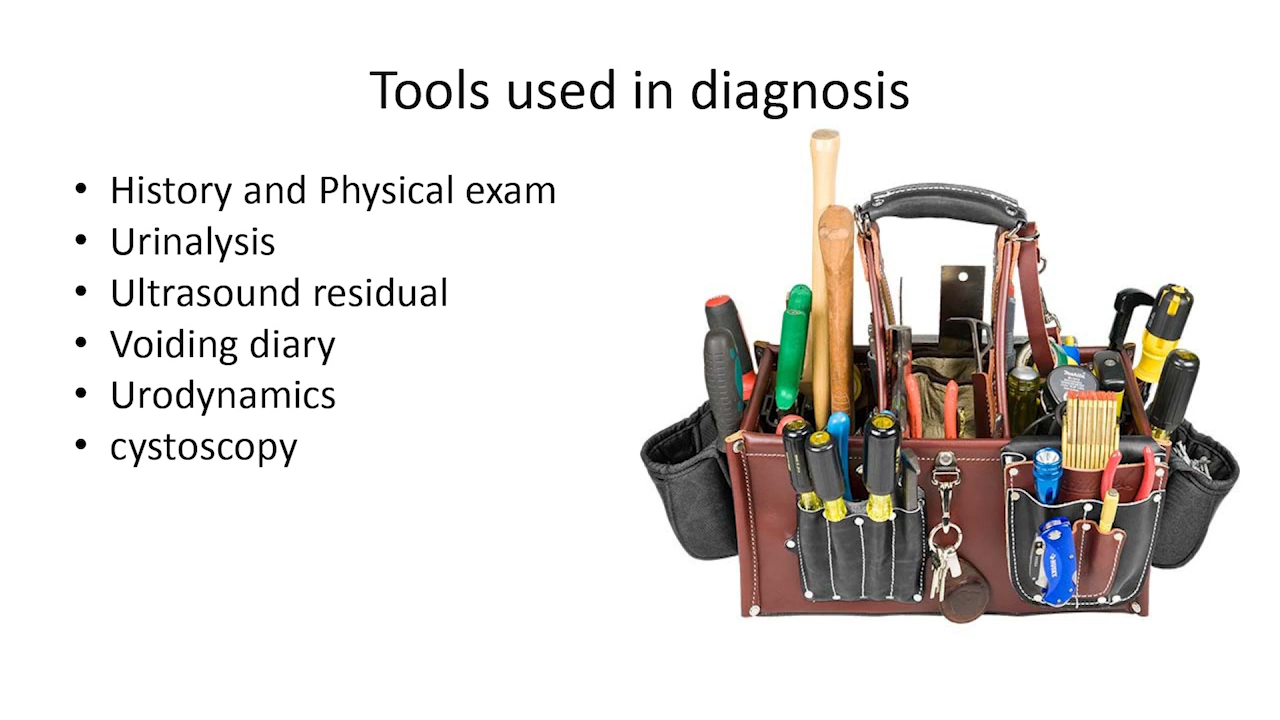 Tools used in diagnosis
• History and Physical exam
• Urinalysis
• Ultrasound residual
• Voiding diary
• Urodynamics
• cystoscopy